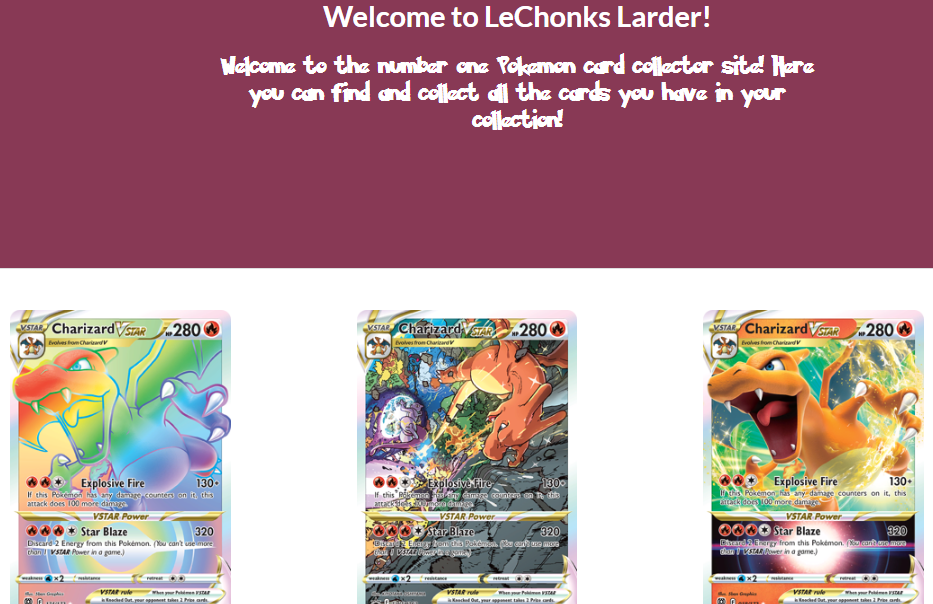 Welcome to LeChonks Larder!
Welcome to the number one Pokemon card collector site! Here
you can find and collect all the cards you have in your
collection!
VSTAR Charizard VSTAR HP 280
Evolves from Charizard V
Explosive Fire 130+
If this Pokémon has any damage counters on it, this
attack does 100 more damage.
VSTAR Power
Star Blaze 320
Discard 2 Energy from this Pokémon. (You can't use more
than 1 VSTAR Power in a game.)
weakness ×2 resistance retreat
VSTAR rule When your Pokémon VSTAR
is Knocked Out, your opponent takes 2 Prize cards.
VSTAR Charizard VSTAR HP 280
Evolves from Charizard V
Explosive Fire 130+
If this Pokémon has any damage counters on it, this
attack does 100 more damage.
VSTAR Power
Star Blaze 320
Discard 2 Energy from this Pokémon. (You can't use more
than 1 VSTAR Power in a game.)
weakness ×2 resistance retreat
VSTAR rule When your Pokémon VSTAR
is Knocked Out, your opponent takes 2 Prize cards.
VSTAR Charizard VSTAR HP 280
Evolves from Charizard V
Explosive Fire 130+
If this Pokémon has any damage counters on it, this
attack does 100 more damage.
VSTAR Power
Star Blaze 320
Discard 2 Energy from this Pokémon. (You can't use more
than 1 VSTAR Power in a game.)
weakness ×2 resistance retreat
VSTAR rule When your Pokémon VSTAR
is Knocked Out, your opponent takes 2 Prize cards.